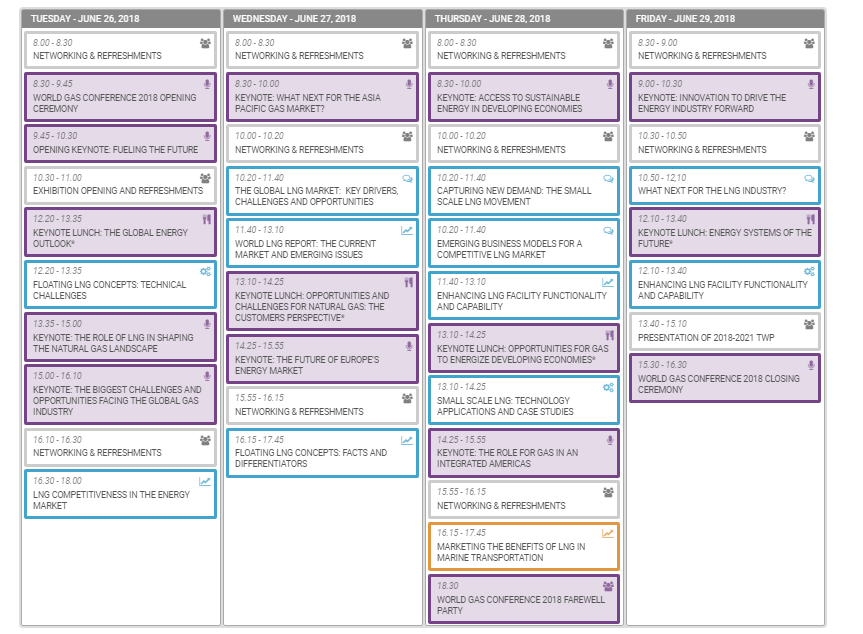 TUESDAY - JUNE 26, 2018
8.00 - 8.30
NETWORKING & REFRESHMENTS
8.30 - 9.45
WORLD GAS CONFERENCE 2018 OPENING
CEREMONY
9.45 - 10.30
OPENING KEYNOTE: FUELING THE FUTURE
10.30 - 11.00
EXHIBITION OPENING AND REFRESHMENTS
12.20 - 13.35
KEYNOTE LUNCH: THE GLOBAL ENERGY
OUTLOOK*
12.20 - 13.35
FLOATING LNG CONCEPTS: TECHNICAL
CHALLENGES
13.35 - 15.00
KEYNOTE: THE ROLE OF LNG IN SHAPING
THE NATURAL GAS LANDSCAPE
15.00 - 16.10
KEYNOTE: THE BIGGEST CHALLENGES AND
OPPORTUNITIES FACING THE GLOBAL GAS
INDUSTRY
16.10 - 16.30
NETWORKING & REFRESHMENTS
16.30 - 18.00
LNG COMPETITIVENESS IN THE ENERGY
MARKET
WEDNESDAY - JUNE 27, 2018
8.00 - 8.30
NETWORKING & REFRESHMENTS
8.30 - 10.00
KEYNOTE: WHAT NEXT FOR THE ASIA
PACIFIC GAS MARKET?
10.00 - 10.20
NETWORKING & REFRESHMENTS
10.20 - 11.40
THE GLOBAL LNG MARKET: KEY DRIVERS,
CHALLENGES AND OPPORTUNITIES
11.40 - 13.10
WORLD LNG REPORT: THE CURRENT
MARKET AND EMERGING ISSUES
13.10 - 14.25
KEYNOTE LUNCH: OPPORTUNITIES AND
CHALLENGES FOR NATURAL GAS: THE
CUSTOMERS PERSPECTIVE*
14.25 - 15.55
KEYNOTE: THE FUTURE OF EUROPE'S
ENERGY MARKET
15.55 - 16.15
NETWORKING & REFRESHMENTS
16.15 - 17.45
FLOATING LNG CONCEPTS: FACTS AND
DIFFERENTIATORS
THURSDAY - JUNE 28, 2018
8.00 - 8.30
NETWORKING & REFRESHMENTS
8.30 - 10.00
KEYNOTE: ACCESS TO SUSTAINABLE
ENERGY IN DEVELOPING ECONOMIES
10.00 - 10.20
NETWORKING & REFRESHMENTS
10.20 - 11.40
CAPTURING NEW DEMAND: THE SMALL
SCALE LNG MOVEMENT
10.20 - 11.40
EMERGING BUSINESS MODELS FOR A
COMPETITIVE LNG MARKET
11.40 - 13.10
ENHANCING LNG FACILITY FUNCTIONALITY
AND CAPABILITY
13.10 - 14.25
KEYNOTE LUNCH: OPPORTUNITIES FOR GAS
TO ENERGIZE DEVELOPING ECONOMIES*
13.10 - 14.25
SMALL SCALE LNG: TECHNOLOGY
APPLICATIONS AND CASE STUDIES
14.25 - 15.55
KEYNOTE: THE ROLE FOR GAS IN AN
INTEGRATED AMERICAS
15.55 - 16.15
NETWORKING & REFRESHMENTS
16.15 - 17.45
MARKETING THE BENEFITS OF LNG IN
MARINE TRANSPORTATION
18.30
WORLD GAS CONFERENCE 2018 FAREWELL
PARTY
FRIDAY - JUNE 29, 2018
8.30 - 9.00
NETWORKING & REFRESHMENTS
9.00 - 10.30
KEYNOTE: INNOVATION TO DRIVE THE
ENERGY INDUSTRY FORWARD
10.30 - 10.50
NETWORKING & REFRESHMENTS
10.50 - 12,10
WHAT NEXT FOR THE LNG INDUSTRY?
12.10 - 13.40
KEYNOTE LUNCH: ENERGY SYSTEMS OF THE
FUTURE*
12.10 - 13.40
ENHANCING LNG FACILITY FUNCTIONALITY
AND CAPABILITY
13.40 - 15.10
PRESENTATION OF 2018-2021 TWP
15.30 - 16.30
WORLD GAS CONFERENCE 2018 CLOSING
CEREMONY